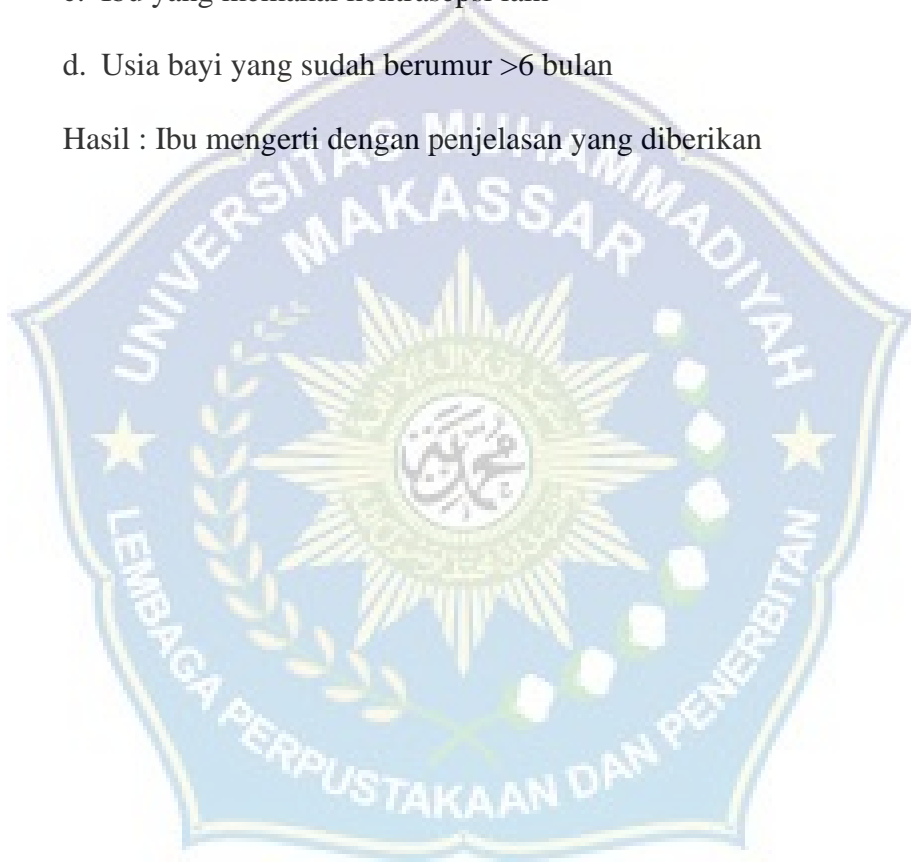 d. Usia bayi yang sudah berumur >6 bulan
Hasil : Ibu mengerti dengan penjelasan yang diberikan
UNIVERSITAS MUHAMMADIYAH
MAKASSAR
LEMBAGA PERPUSTAKAAN DAN PENERBITAN